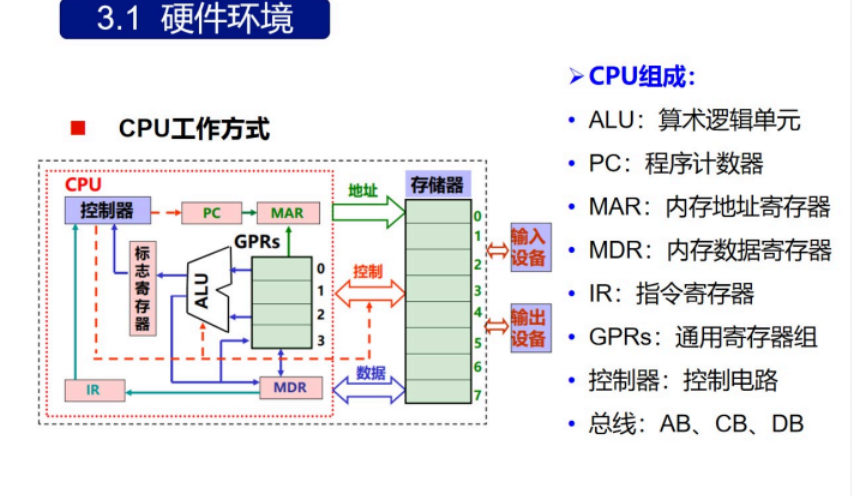 3.1 硬件环境
■ CPU工作方式
CPU
控制器
PC
MAR
地址
存储器
标志寄存器
ALU
GPRs
0
1
2
3
控制
IR
MDR
数据
0
1
2
3
4
5
6
7
输入
设备
输出
设备
➢CPU组成：
• ALU：算术逻辑单元
• PC：程序计数器
• MAR：内存地址寄存器
• MDR：内存数据寄存器
• IR：指令寄存器
• GPRs：通用寄存器组
• 控制器：控制电路
• 总线：AB、CB、DB